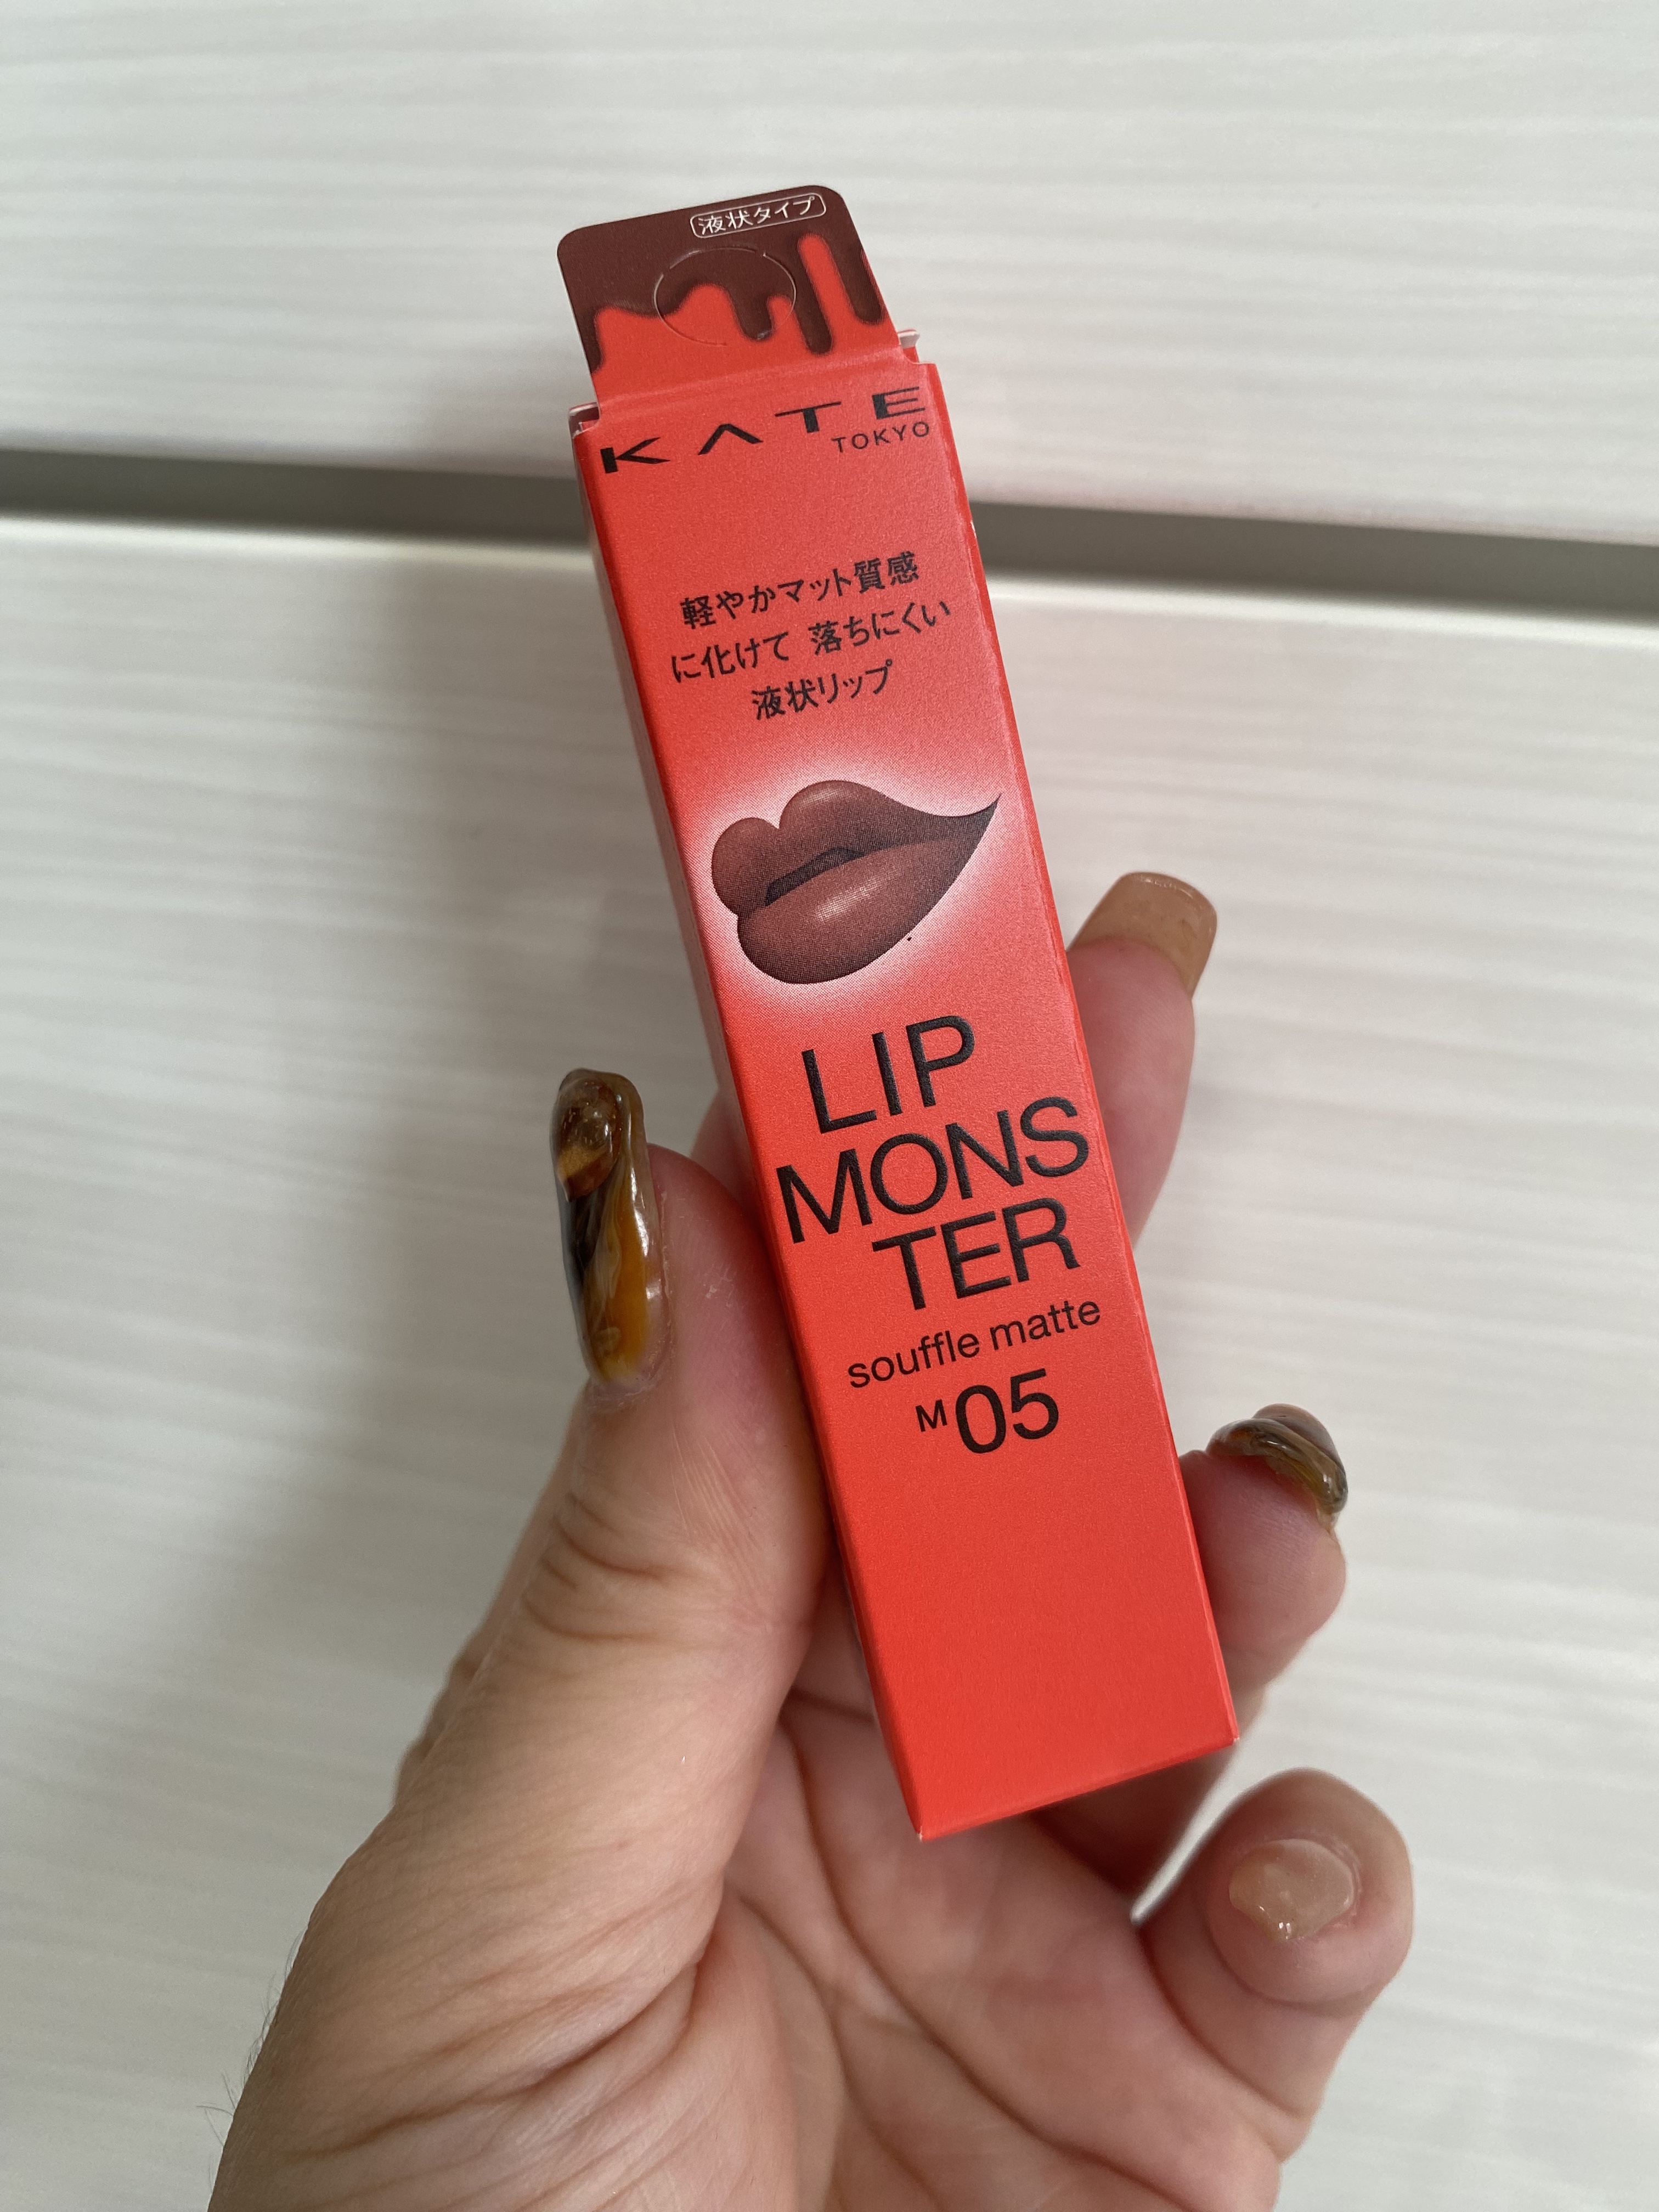 液状タイプ
KATE
TOKYO
軽やかマット質感
に化けて 落ちにくい
液状リップ
LIP
MONS
TER
souffle matte
M05